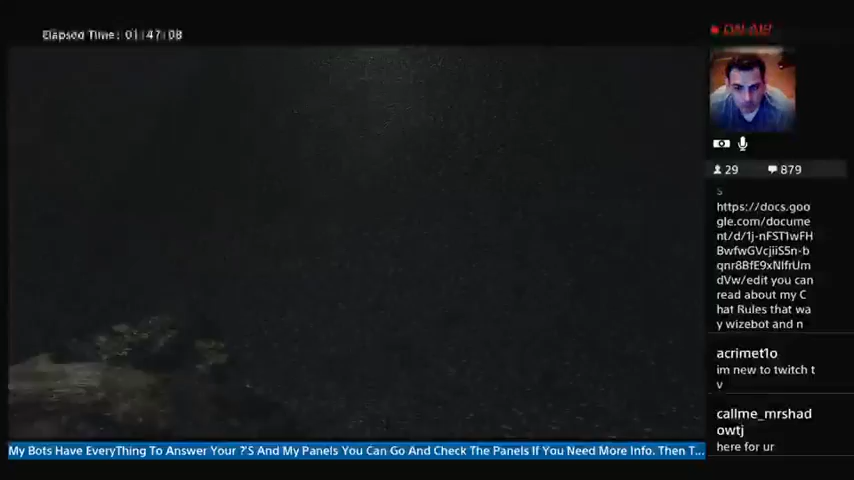 Elapsed Time: 01:47:08
ON AIR
29
879
s
https://docs.goo
gle.com/docume
nt/d/1j-nFST1wFH
BwfwGVcjiiS5n-b
qnr8BfE9xNlfrUm
dVw/edit you can
read about my C
hat Rules that wa
y wizebot and n
acrimet1o
im new to twitch t
v
callme_mrshad
owtj
here for ur
My Bots Have EveryThing To Answer Your ?'S And My Panels You Can Go And Check The Panels If You Need More Info. Then T...